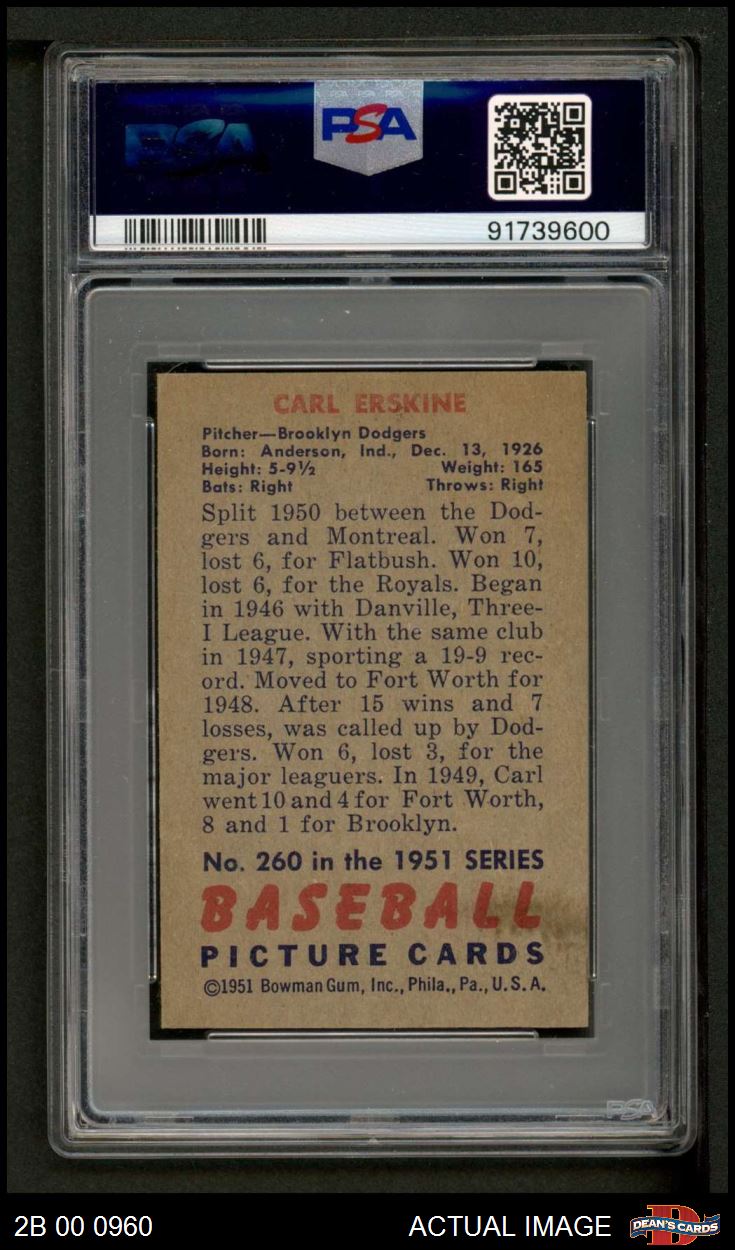 PSA
PSA
91739600
CARL ERSKINE
Pitcher—Brooklyn Dodgers
Born: Anderson, Ind., Dec. 13, 1926
Height: 5-9½ Weight: 165
Bats: Right Throws: Right
Split 1950 between the Dod-
gers and Montreal. Won 7,
lost 6, for Flatbush. Won 10,
lost 6, for the Royals. Began
in 1946 with Danville, Three-
I League. With the same club
in 1947, sporting a 19-9 rec-
ord. Moved to Fort Worth for
1948. After 15 wins and 7
losses, was called up by Dod-
gers. Won 6, lost 3, for the
major leaguers. In 1949, Carl
went 10 and 4 for Fort Worth,
8 and 1 for Brooklyn.
No. 260 in the 1951 SERIES
BASEBALL
PICTURE CARDS
©1951 Bowman Gum, Inc., Phila., Pa., U.S.A.
PSA
2B 00 0960 ACTUAL IMAGE DEAN'S CARDS